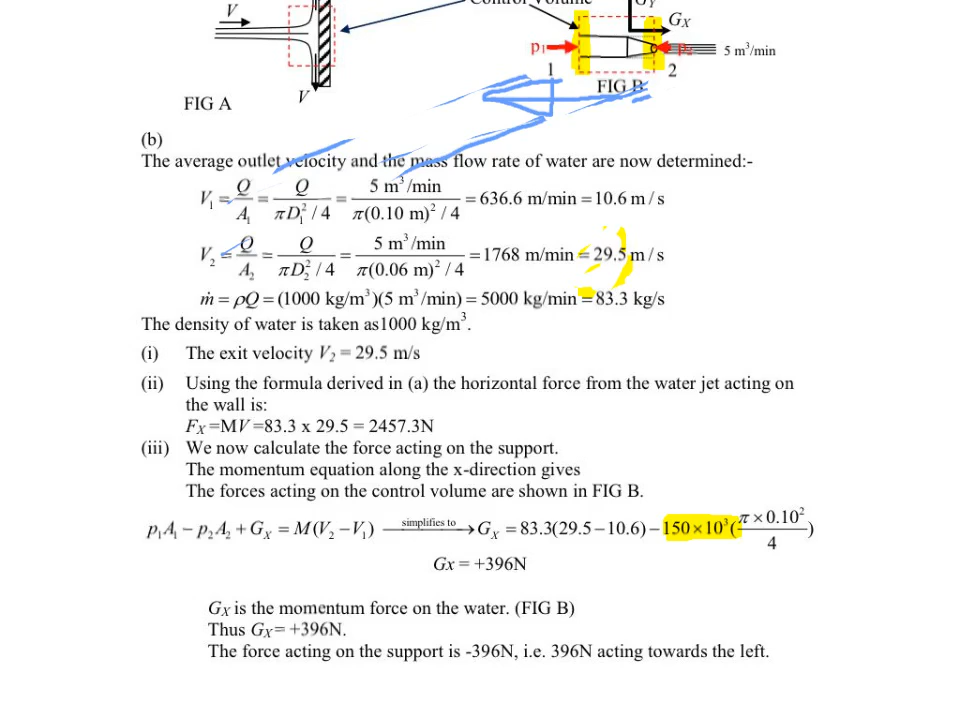 V
Control Volume
GY
GX
p1
5 m³/min
1
2
FIG B
FIG A
V
(b)
The average outlet velocity and the mass flow rate of water are now determined:-
V₁ = Q/A₁ = Q/(πD₁²/4) = 5 m³/min/(π(0.10 m)²/4) = 636.6 m/min = 10.6 m/s
V₂ = Q/A₂ = Q/(πD₂²/4) = 5 m³/min/(π(0.06 m)²/4) = 1768 m/min = 29.5 m/s
ṁ = ρQ = (1000 kg/m³)(5 m³/min) = 5000 kg/min = 83.3 kg/s
The density of water is taken as1000 kg/m³.
(i) The exit velocity V₂ = 29.5 m/s
(ii) Using the formula derived in (a) the horizontal force from the water jet acting on
the wall is:
FX =MV =83.3 x 29.5 = 2457.3N
(iii) We now calculate the force acting on the support.
The momentum equation along the x-direction gives
The forces acting on the control volume are shown in FIG B.
p₁A₁ − p₂A₂ + GX = M(V₂ − V₁) simplifies to → GX = 83.3(29.5 − 10.6) − 150 × 10³(π × 0.10²/4)
Gx = +396N
GX is the momentum force on the water. (FIG B)
Thus GX= +396N.
The force acting on the support is -396N, i.e. 396N acting towards the left.